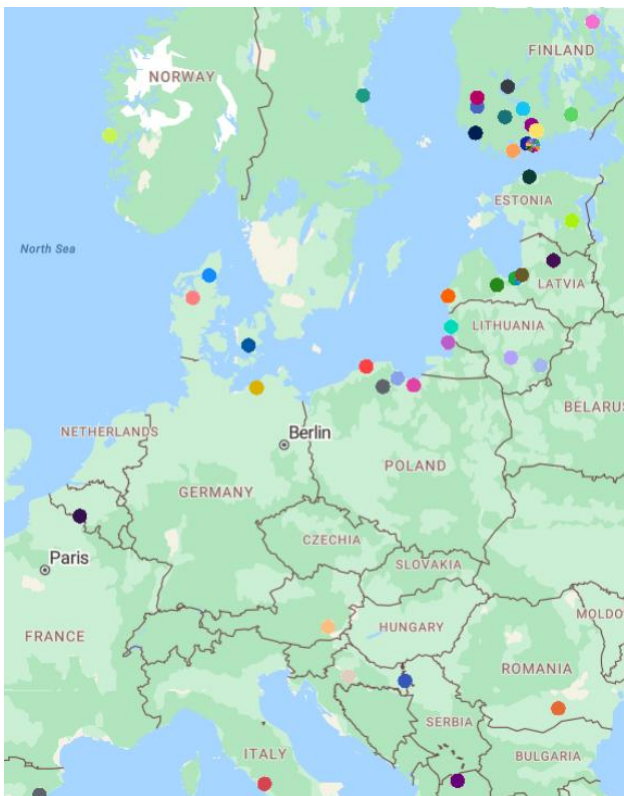 FINLAND
NORWAY
ESTONIA
North Sea
LATVIA
LITHUANIA
BELARUS
NETHERLANDS
Berlin
POLAND
GERMANY
CZECHIA
Paris
SLOVAKIA
MOLDO
HUNGARY
FRANCE
ROMANIA
SERBIA
ITALY
BULGARIA